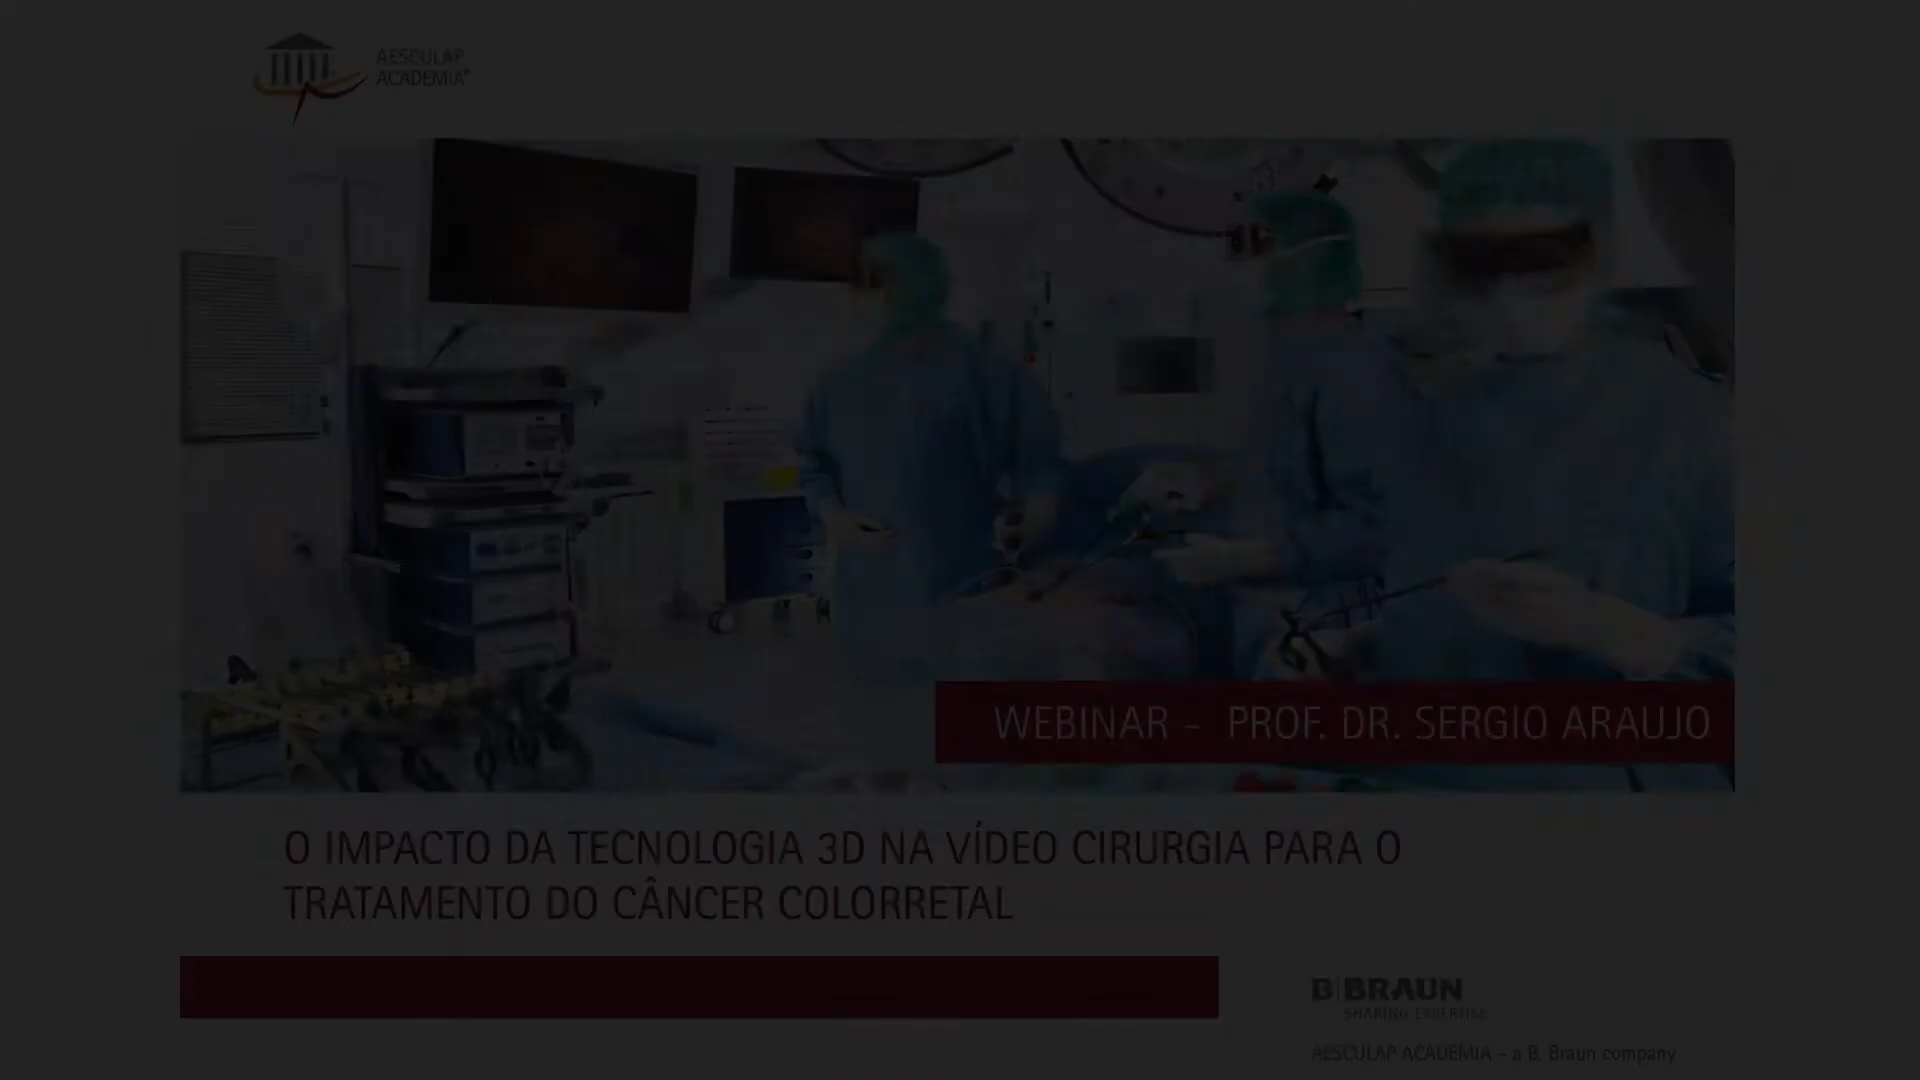 AESCULAP
ACADEMIA®
WEBINAR - PROF. DR. SERGIO ARAUJO
O IMPACTO DA TECNOLOGIA 3D NA VÍDEO CIRURGIA PARA O
TRATAMENTO DO CÂNCER COLORRETAL
B|BRAUN
SHARING EXPERTISE
AESCULAP ACADEMIA – a B. Braun company